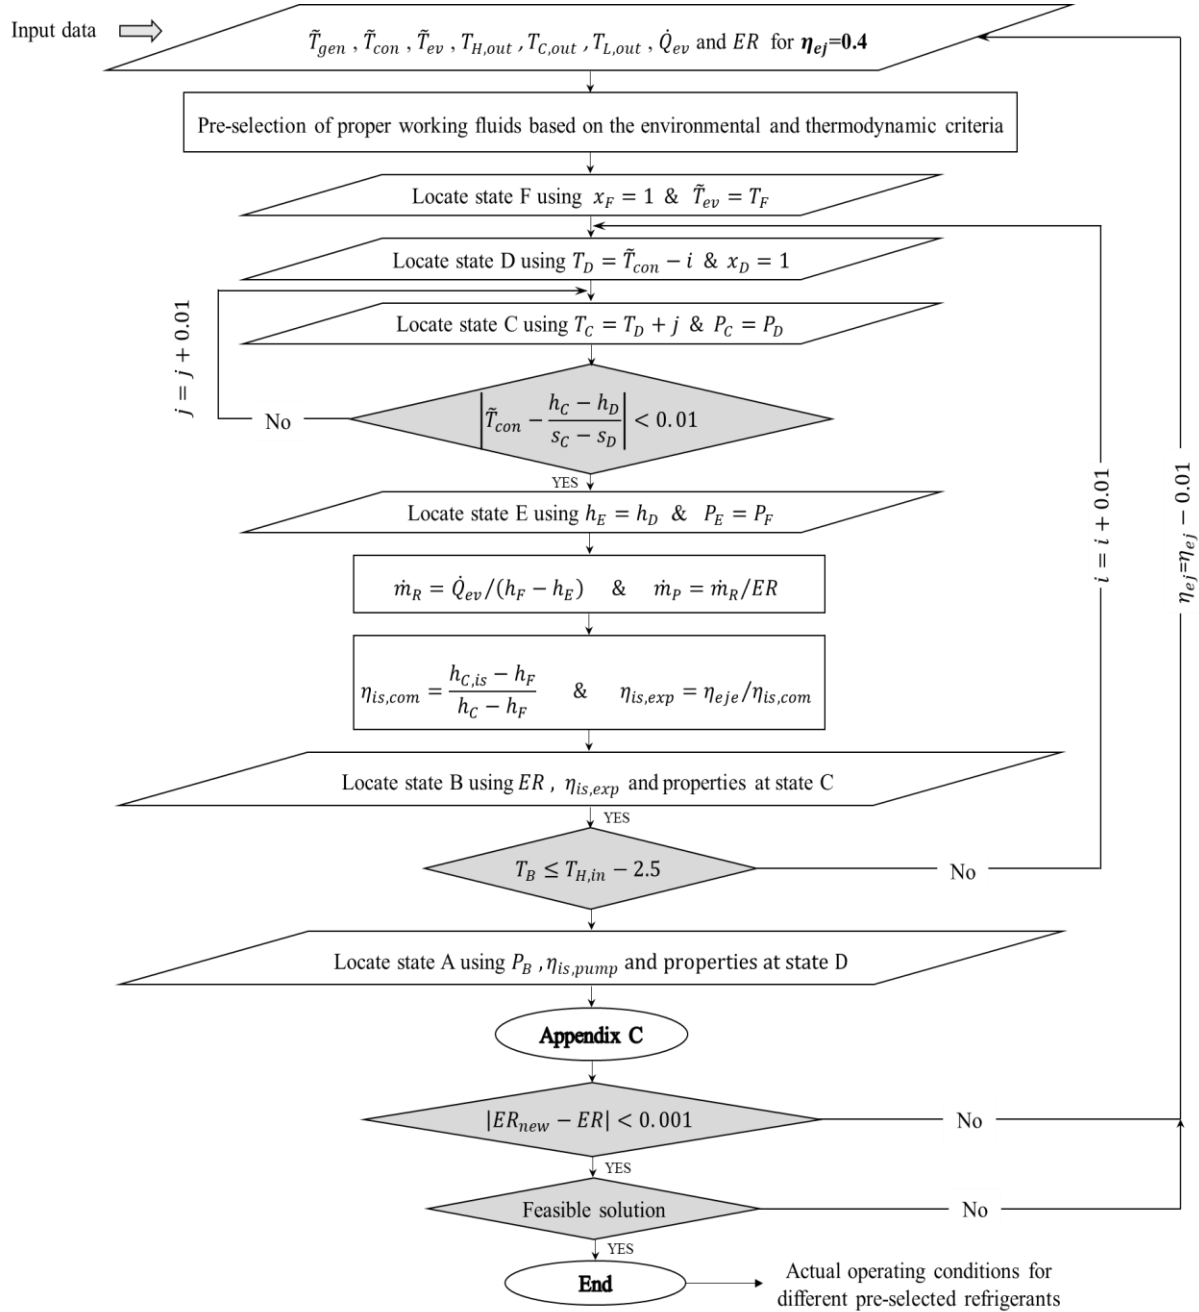 Input data
T̃gen , T̃con , T̃ev , TH,out , TC,out , TL,out , Q̇ev and ER for ηej=0.4
Pre-selection of proper working fluids based on the environmental and thermodynamic criteria
Locate state F using xF = 1 & T̃ev = TF
Locate state D using TD = T̃con − i & xD = 1
Locate state C using TC = TD + j & PC = PD
j = j + 0.01
|T̃con − (hC − hD)/(sC − sD)| < 0.01
No
YES
Locate state E using hE = hD & PE = PF
ṁR = Q̇ev/(hF − hE) & ṁP = ṁR/ER
ηis,com = (hC,is − hF)/(hC − hF) & ηis,exp = ηeje/ηis,com
Locate state B using ER , ηis,exp and properties at state C
YES
TB ≤ TH,in − 2.5
No
i = i + 0.01
ηej=ηej − 0.01
Locate state A using PB , ηis,pump and properties at state D
Appendix C
|ERnew − ER| < 0.001
No
YES
Feasible solution
No
YES
End
Actual operating conditions for
different pre-selected refrigerants